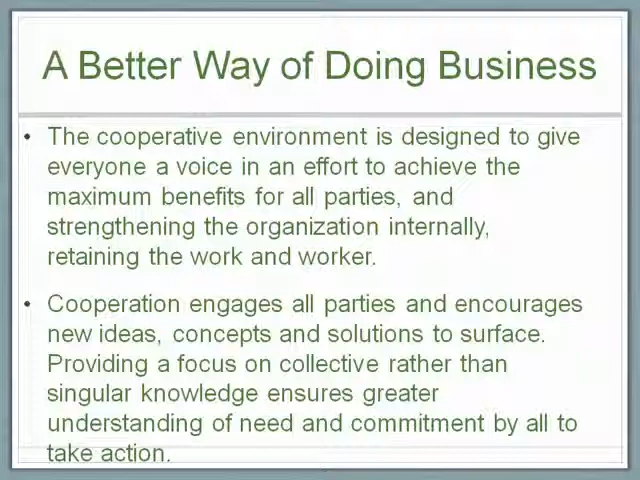 A Better Way of Doing Business
• The cooperative environment is designed to give
everyone a voice in an effort to achieve the
maximum benefits for all parties, and
strengthening the organization internally,
retaining the work and worker.
• Cooperation engages all parties and encourages
new ideas, concepts and solutions to surface.
Providing a focus on collective rather than
singular knowledge ensures greater
understanding of need and commitment by all to
take action.